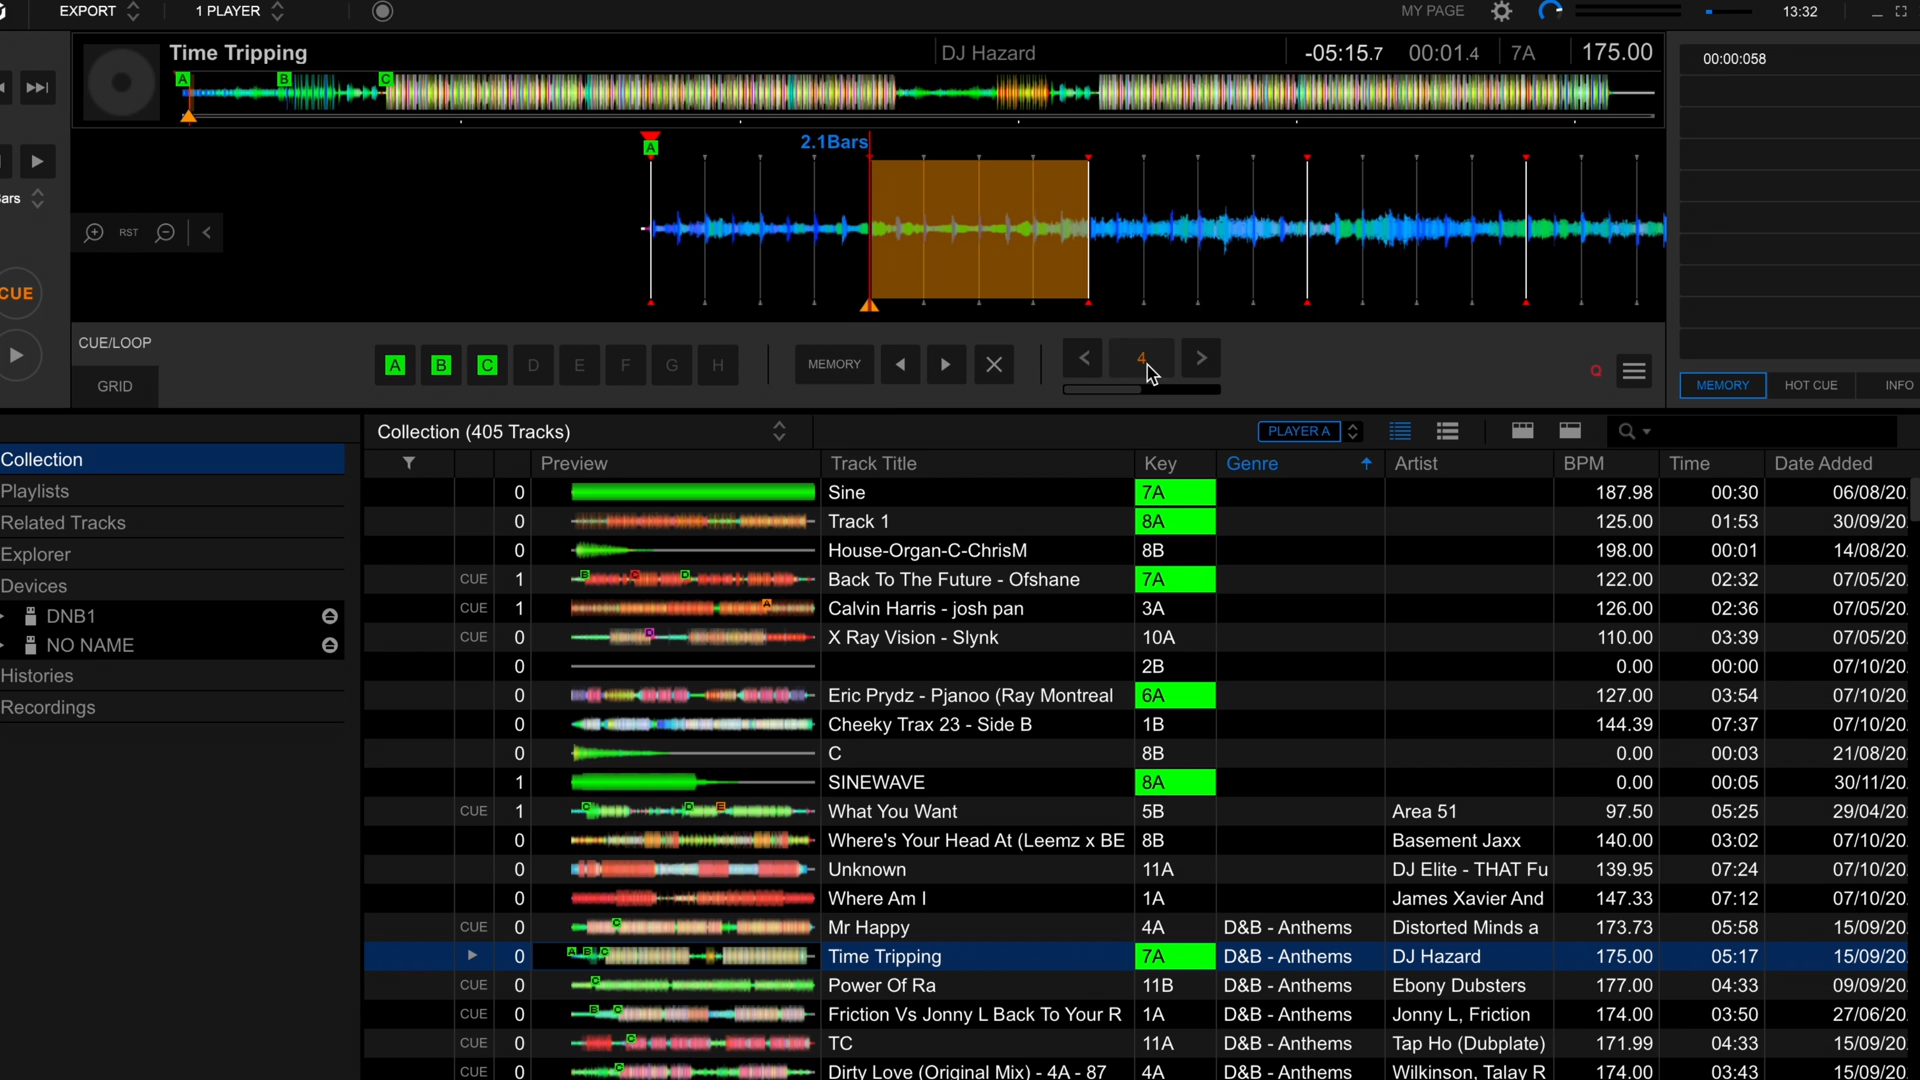 EXPORT 1 PLAYER MY PAGE 13:32
Time Tripping DJ Hazard -05:15.7 00:01.4 7A 175.00
00:00:058
A B C
2.1Bars
A
ars
RST
CUE
CUE/LOOP
GRID
A B C D E F G H MEMORY 4 Q
MEMORY HOT CUE INFO
Collection (405 Tracks) PLAYER A
Collection
Playlists
Related Tracks
Explorer
Devices
DNB1
NO NAME
Histories
Recordings
Preview Track Title Key Genre Artist BPM Time Date Added
0 Sine 7A 187.98 00:30 06/08/20
0 Track 1 8A 125.00 01:53 30/09/20
0 House-Organ-C-ChrisM 8B 198.00 00:01 14/08/20
CUE 1 Back To The Future - Ofshane 7A 122.00 02:32 07/05/20
CUE 1 Calvin Harris - josh pan 3A 126.00 02:36 07/05/20
CUE 0 X Ray Vision - Slynk 10A 110.00 03:39 07/05/20
0 2B 0.00 00:00 07/10/20
0 Eric Prydz - Pjanoo (Ray Montreal 6A 127.00 03:54 07/10/20
0 Cheeky Trax 23 - Side B 1B 144.39 07:37 07/10/20
0 C 8B 0.00 00:03 21/08/20
1 SINEWAVE 8A 0.00 00:05 30/11/20
CUE 1 What You Want 5B Area 51 97.50 05:25 29/04/20
0 Where's Your Head At (Leemz x BE 8B Basement Jaxx 140.00 03:02 07/10/20
0 Unknown 11A DJ Elite - THAT Fu 139.95 07:24 07/10/20
0 Where Am I 1A James Xavier And 147.33 07:12 07/10/20
CUE 0 Mr Happy 4A D&B - Anthems Distorted Minds a 173.73 05:58 15/09/20
0 Time Tripping 7A D&B - Anthems DJ Hazard 175.00 05:17 15/09/20
CUE 0 Power Of Ra 11B D&B - Anthems Ebony Dubsters 177.00 04:33 09/09/20
CUE 0 Friction Vs Jonny L Back To Your R 1A D&B - Anthems Jonny L, Friction 174.00 03:50 27/06/20
CUE 0 TC 11A D&B - Anthems Tap Ho (Dubplate) 171.99 04:33 15/09/20
CUE 0 Dirty Love (Original Mix) - 4A - 87 4A D&B - Anthems Wilkinson, Talay R 174.00 03:43 15/09/20